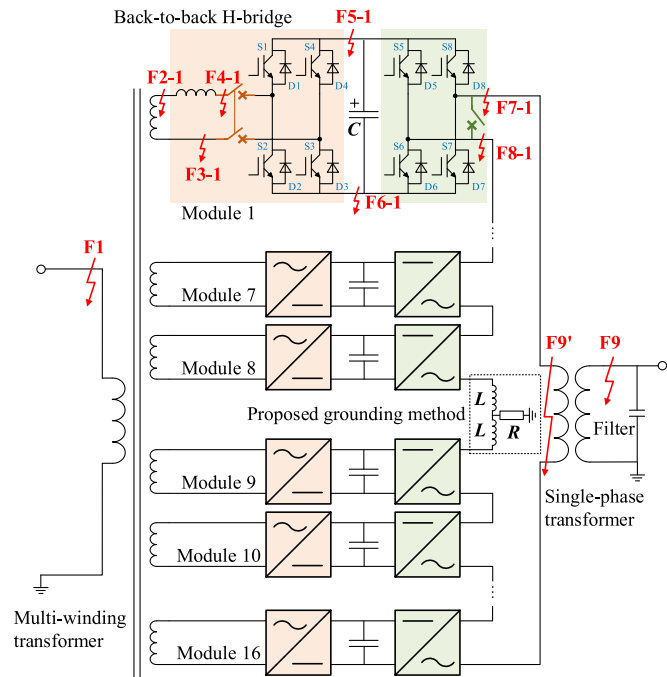 Back-to-back H-bridge
F5-1
S1
S4
S5
S8
F2-1
F4-1
D1
D4
D5
D8
+
C
F7-1
S2
S3
S6
S7
F8-1
F3-1
D2
D3
D6
D7
F6-1
Module 1
F1
Module 7
Module 8
F9'
F9
Proposed grounding method
L
L
R
Filter
Module 9
Single-phase
transformer
Module 10
Multi-winding
transformer
Module 16